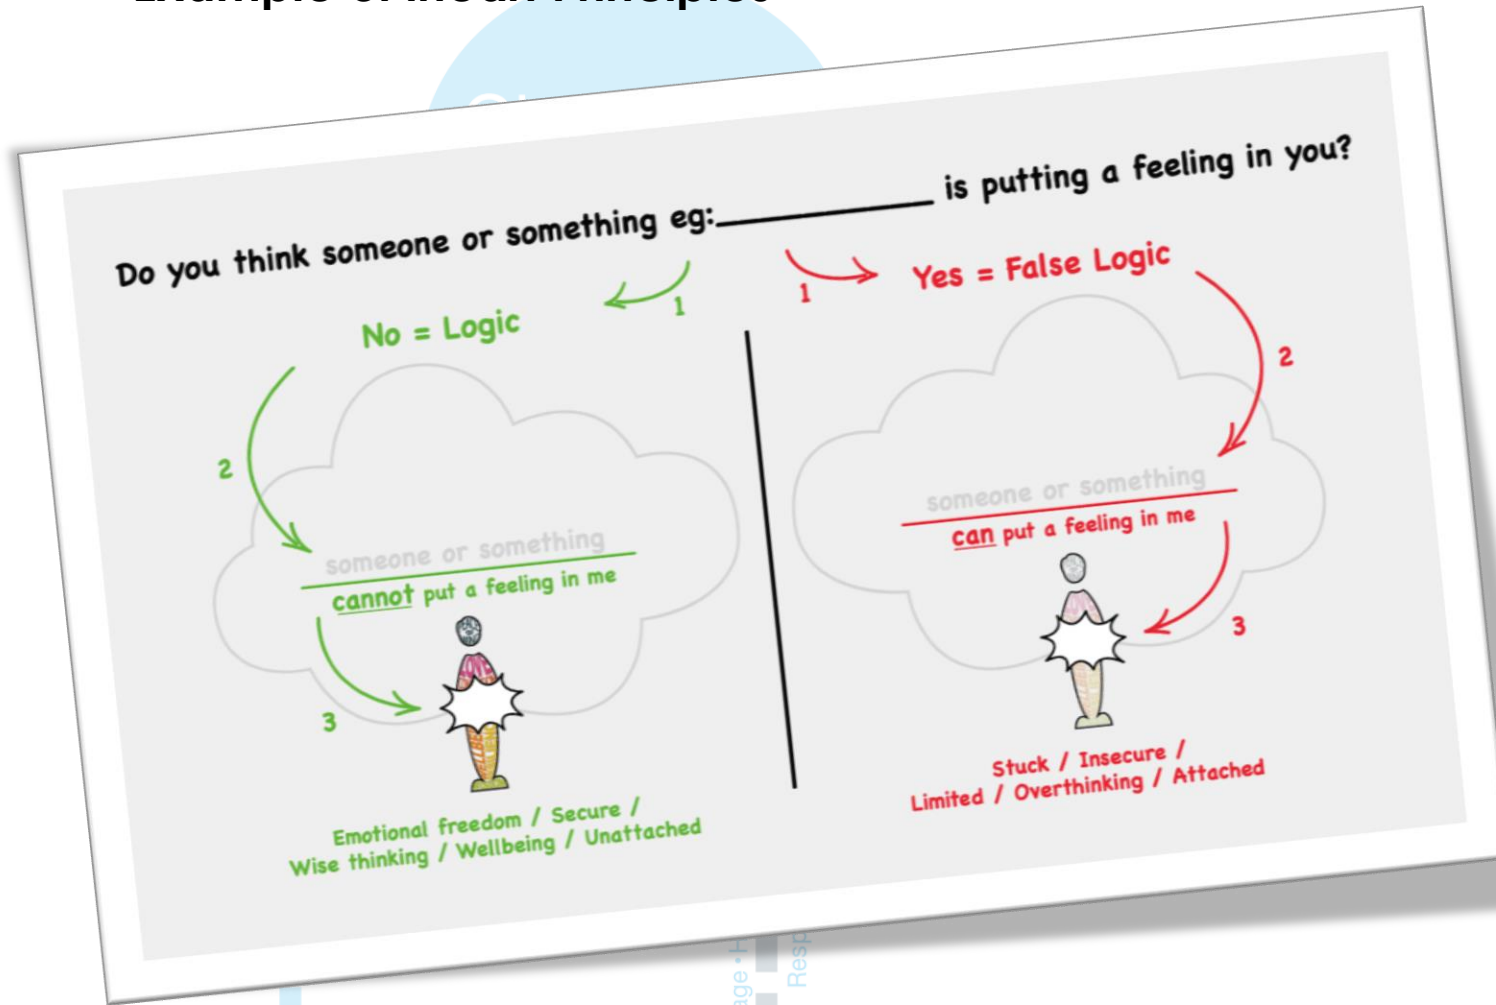 Do you think someone or something eg:____________ is putting a feeling in you?
1
1
No = Logic
Yes = False Logic
2
2
someone or something
cannot put a feeling in me
someone or something
can put a feeling in me
3
3
Emotional freedom / Secure /
Wise thinking / Wellbeing / Unattached
Stuck / Insecure /
Limited / Overthinking / Attached